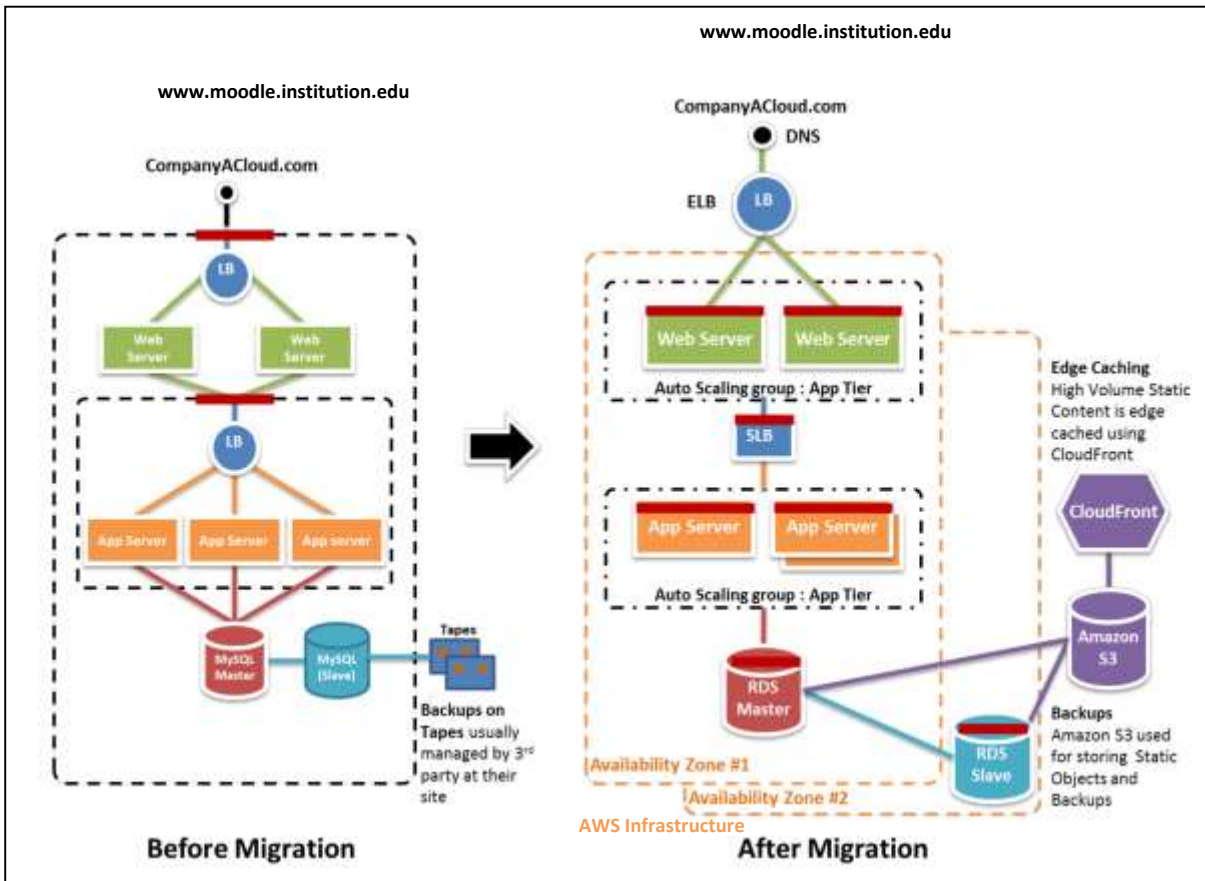 www.moodle.institution.edu
CompanyACloud.com
LB
Web
Server
Web
Server
LB
App Server
App Server
App server
MySQL
Master
MySQL
(Slave)
Tapes
Backups on
Tapes usually
managed by 3rd
party at their
site
Before Migration
www.moodle.institution.edu
CompanyACloud.com
DNS
ELB
LB
Web Server
Web Server
Auto Scaling group : App Tier
SLB
App Server
App Server
Auto Scaling group : App Tier
RDS
Master
RDS
Slave
Availability Zone #1
Availability Zone #2
AWS Infrastructure
Edge Caching
High Volume Static
Content is edge
cached using
CloudFront
CloudFront
Amazon
S3
Backups
Amazon S3 used
for storing Static
Objects and
Backups
After Migration